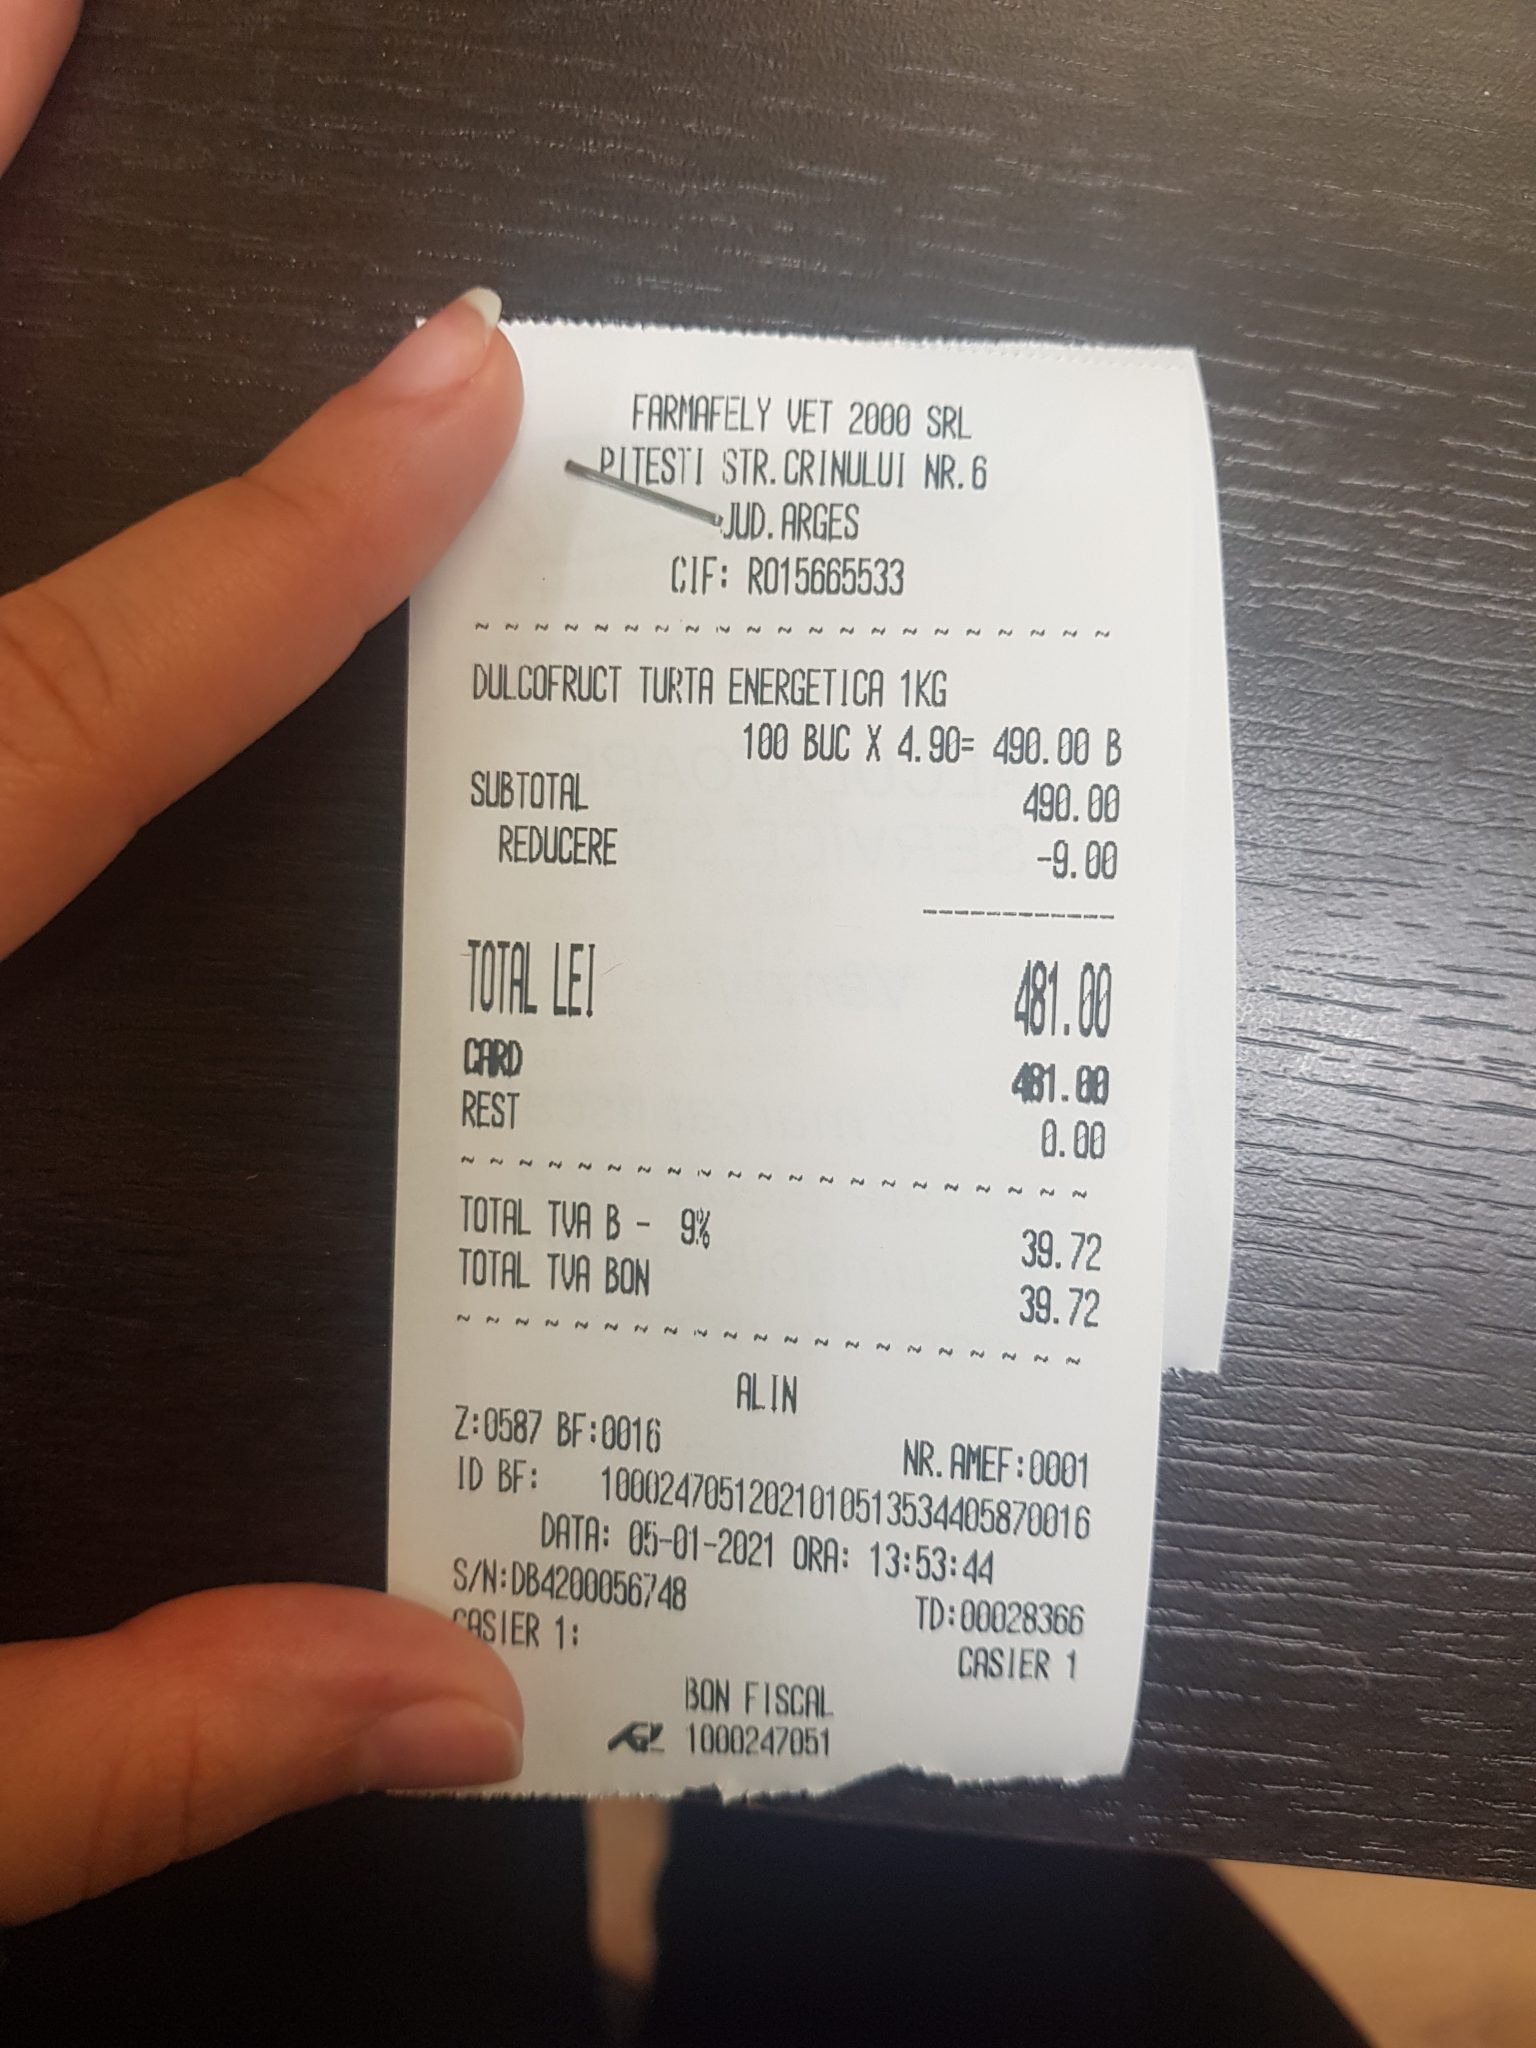 FARMAFELY VET 2000 SRL
PITESTI STR.CRINULUI NR.6
JUD.ARGES
CIF: RO15665533
~ ~ ~ ~ ~ ~ ~ ~ ~ ~ ~ ~ ~ ~ ~ ~ ~ ~ ~ ~ ~ ~
DULCOFRUCT TURTA ENERGETICA 1KG
100 BUC X 4.90= 490.00 B
SUBTOTAL 490.00
REDUCERE -9.00
------------
TOTAL LEI 481.00
CARD 481.00
REST 0.00
~ ~ ~ ~ ~ ~ ~ ~ ~ ~ ~ ~ ~ ~ ~ ~ ~ ~ ~ ~ ~ ~
TOTAL TVA B - 9% 39.72
TOTAL TVA BON 39.72
~ ~ ~ ~ ~ ~ ~ ~ ~ ~ ~ ~ ~ ~ ~ ~ ~ ~ ~ ~ ~ ~
ALIN
Z:0587 BF:0016 NR.AMEF:0001
ID BF: 10002470512021010513534405870016
DATA: 05-01-2021 ORA: 13:53:44
S/N:DB4200056748 TD:00028366
CASIER 1: CASIER 1
BON FISCAL
1000247051